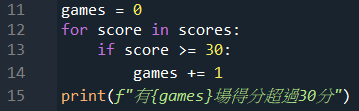 11 games = 0
12 for score in scores:
13     if score >= 30:
14         games += 1
15 print(f"有{games}場得分超過30分")